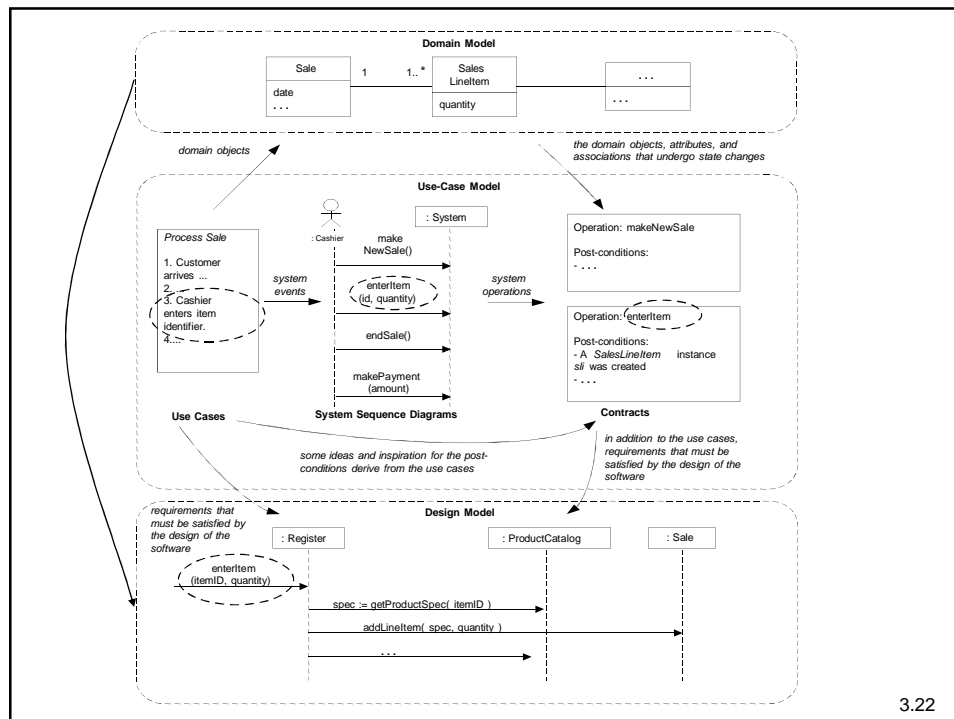 Domain Model
Sale
date
. . .
1
1.. *
Sales
LineItem
quantity
. . .
. . .
domain objects
the domain objects, attributes, and
associations that undergo state changes
Use-Case Model
Process Sale
1. Customer
arrives ...
2. ...
3. Cashier
enters item
identifier.
4....
system
events
: Cashier
: System
make
NewSale()
enterItem
(id, quantity)
endSale()
makePayment
(amount)
system
operations
Operation: makeNewSale
Post-conditions:
- . . .
Operation: enterItem
Post-conditions:
- A SalesLineItem instance
sli was created
- . . .
Use Cases
System Sequence Diagrams
Contracts
some ideas and inspiration for the post-
conditions derive from the use cases
in addition to the use cases,
requirements that must be
satisfied by the design of the
software
Design Model
requirements that
must be satisfied by
the design of the
software
: Register
: ProductCatalog
: Sale
enterItem
(itemID, quantity)
spec := getProductSpec( itemID )
addLineItem( spec, quantity )
. . .
3.22